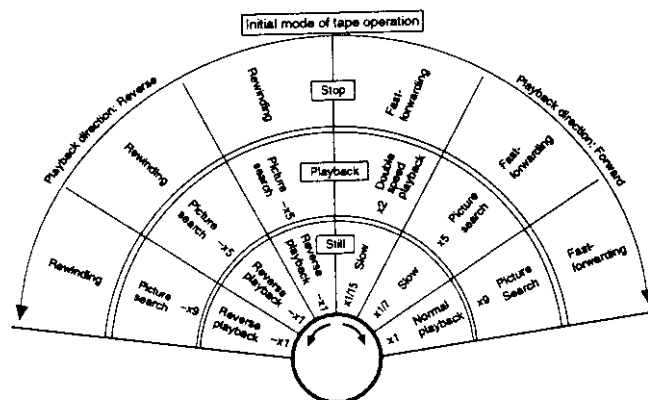 Initial mode of tape operation
Playback direction: Reverse
Playback direction: Forward
Stop
Rewinding
Rewinding
Rewinding
Fast-
forwarding
Fast-
forwarding
Fast-
forwarding
Playback
Picture
search
–x9
Picture
search
–x5
Picture
search
–x5
x2
Double
speed
playback
x5
Picture
search
x9
Picture
Search
Still
Reverse
playback
–x1
Reverse
playback
–x1
Reverse
playback
–x1
x1/15
Slow
x1/7
Slow
x1
Normal
playback